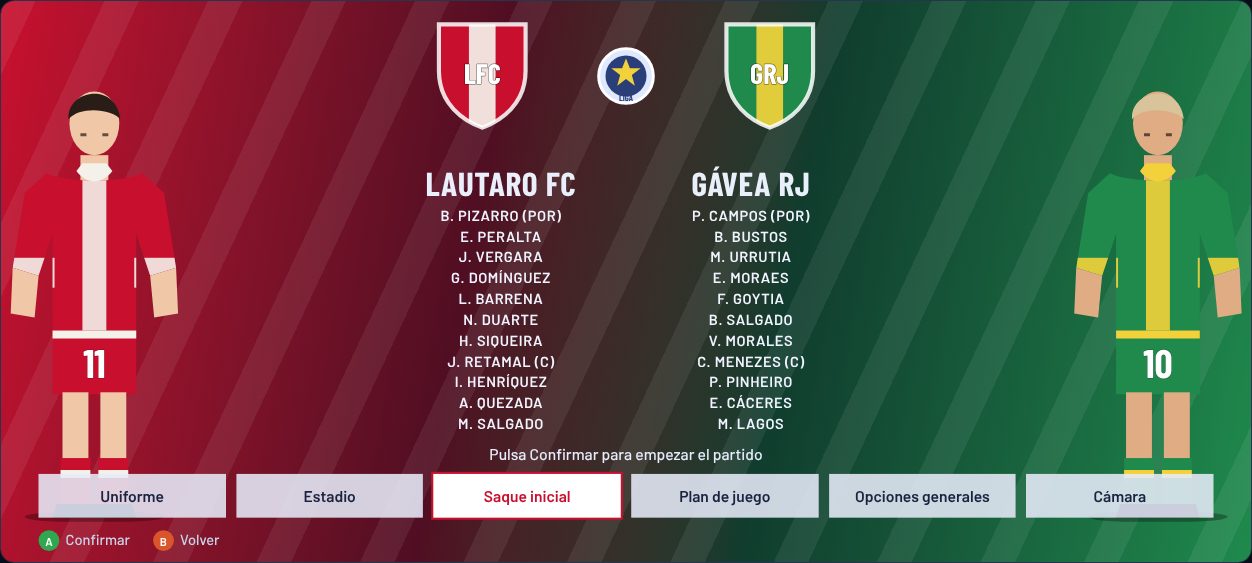 LFC
GRJ
LIGA
LAUTARO FC
B. PIZARRO (POR)
E. PERALTA
J. VERGARA
G. DOMÍNGUEZ
L. BARRENA
N. DUARTE
H. SIQUEIRA
J. RETAMAL (C)
I. HENRÍQUEZ
A. QUEZADA
M. SALGADO
GÁVEA RJ
P. CAMPOS (POR)
B. BUSTOS
M. URRUTIA
E. MORAES
F. GOYTIA
B. SALGADO
V. MORALES
C. MENEZES (C)
P. PINHEIRO
E. CÁCERES
M. LAGOS
11
10
Pulsa Confirmar para empezar el partido
Uniforme
Estadio
Saque inicial
Plan de juego
Opciones generales
Cámara
A Confirmar
B Volver